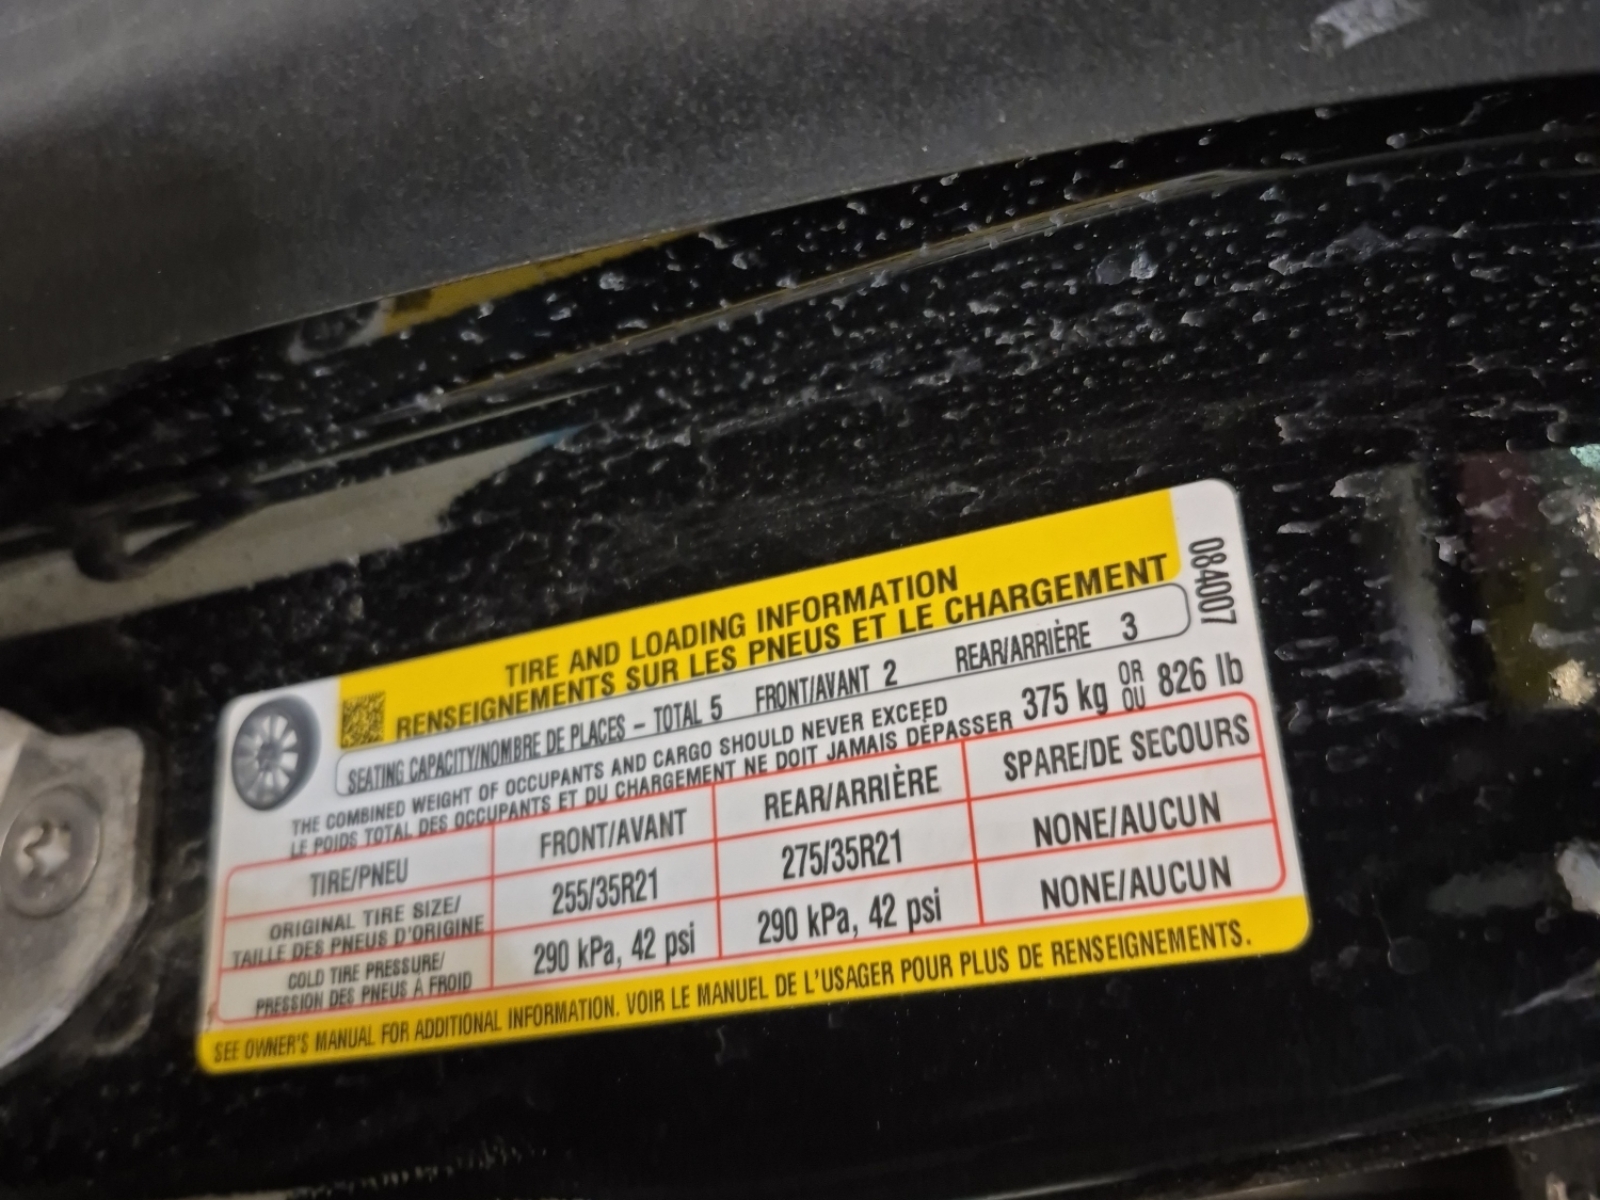 084007
TIRE AND LOADING INFORMATION
RENSEIGNEMENTS SUR LES PNEUS ET LE CHARGEMENT
SEATING CAPACITY/NOMBRE DE PLACES – TOTAL 5 FRONT/AVANT 2 REAR/ARRIÈRE 3
THE COMBINED WEIGHT OF OCCUPANTS AND CARGO SHOULD NEVER EXCEED
LE POIDS TOTAL DES OCCUPANTS ET DU CHARGEMENT NE DOIT JAMAIS DÉPASSER
375 kg OR OU 826 lb
TIRE/PNEU FRONT/AVANT REAR/ARRIÈRE SPARE/DE SECOURS
ORIGINAL TIRE SIZE/
TAILLE DES PNEUS D'ORIGINE
255/35R21 275/35R21 NONE/AUCUN
COLD TIRE PRESSURE/
PRESSION DES PNEUS À FROID
290 kPa, 42 psi 290 kPa, 42 psi NONE/AUCUN
SEE OWNER'S MANUAL FOR ADDITIONAL INFORMATION. VOIR LE MANUEL DE L'USAGER POUR PLUS DE RENSEIGNEMENTS.